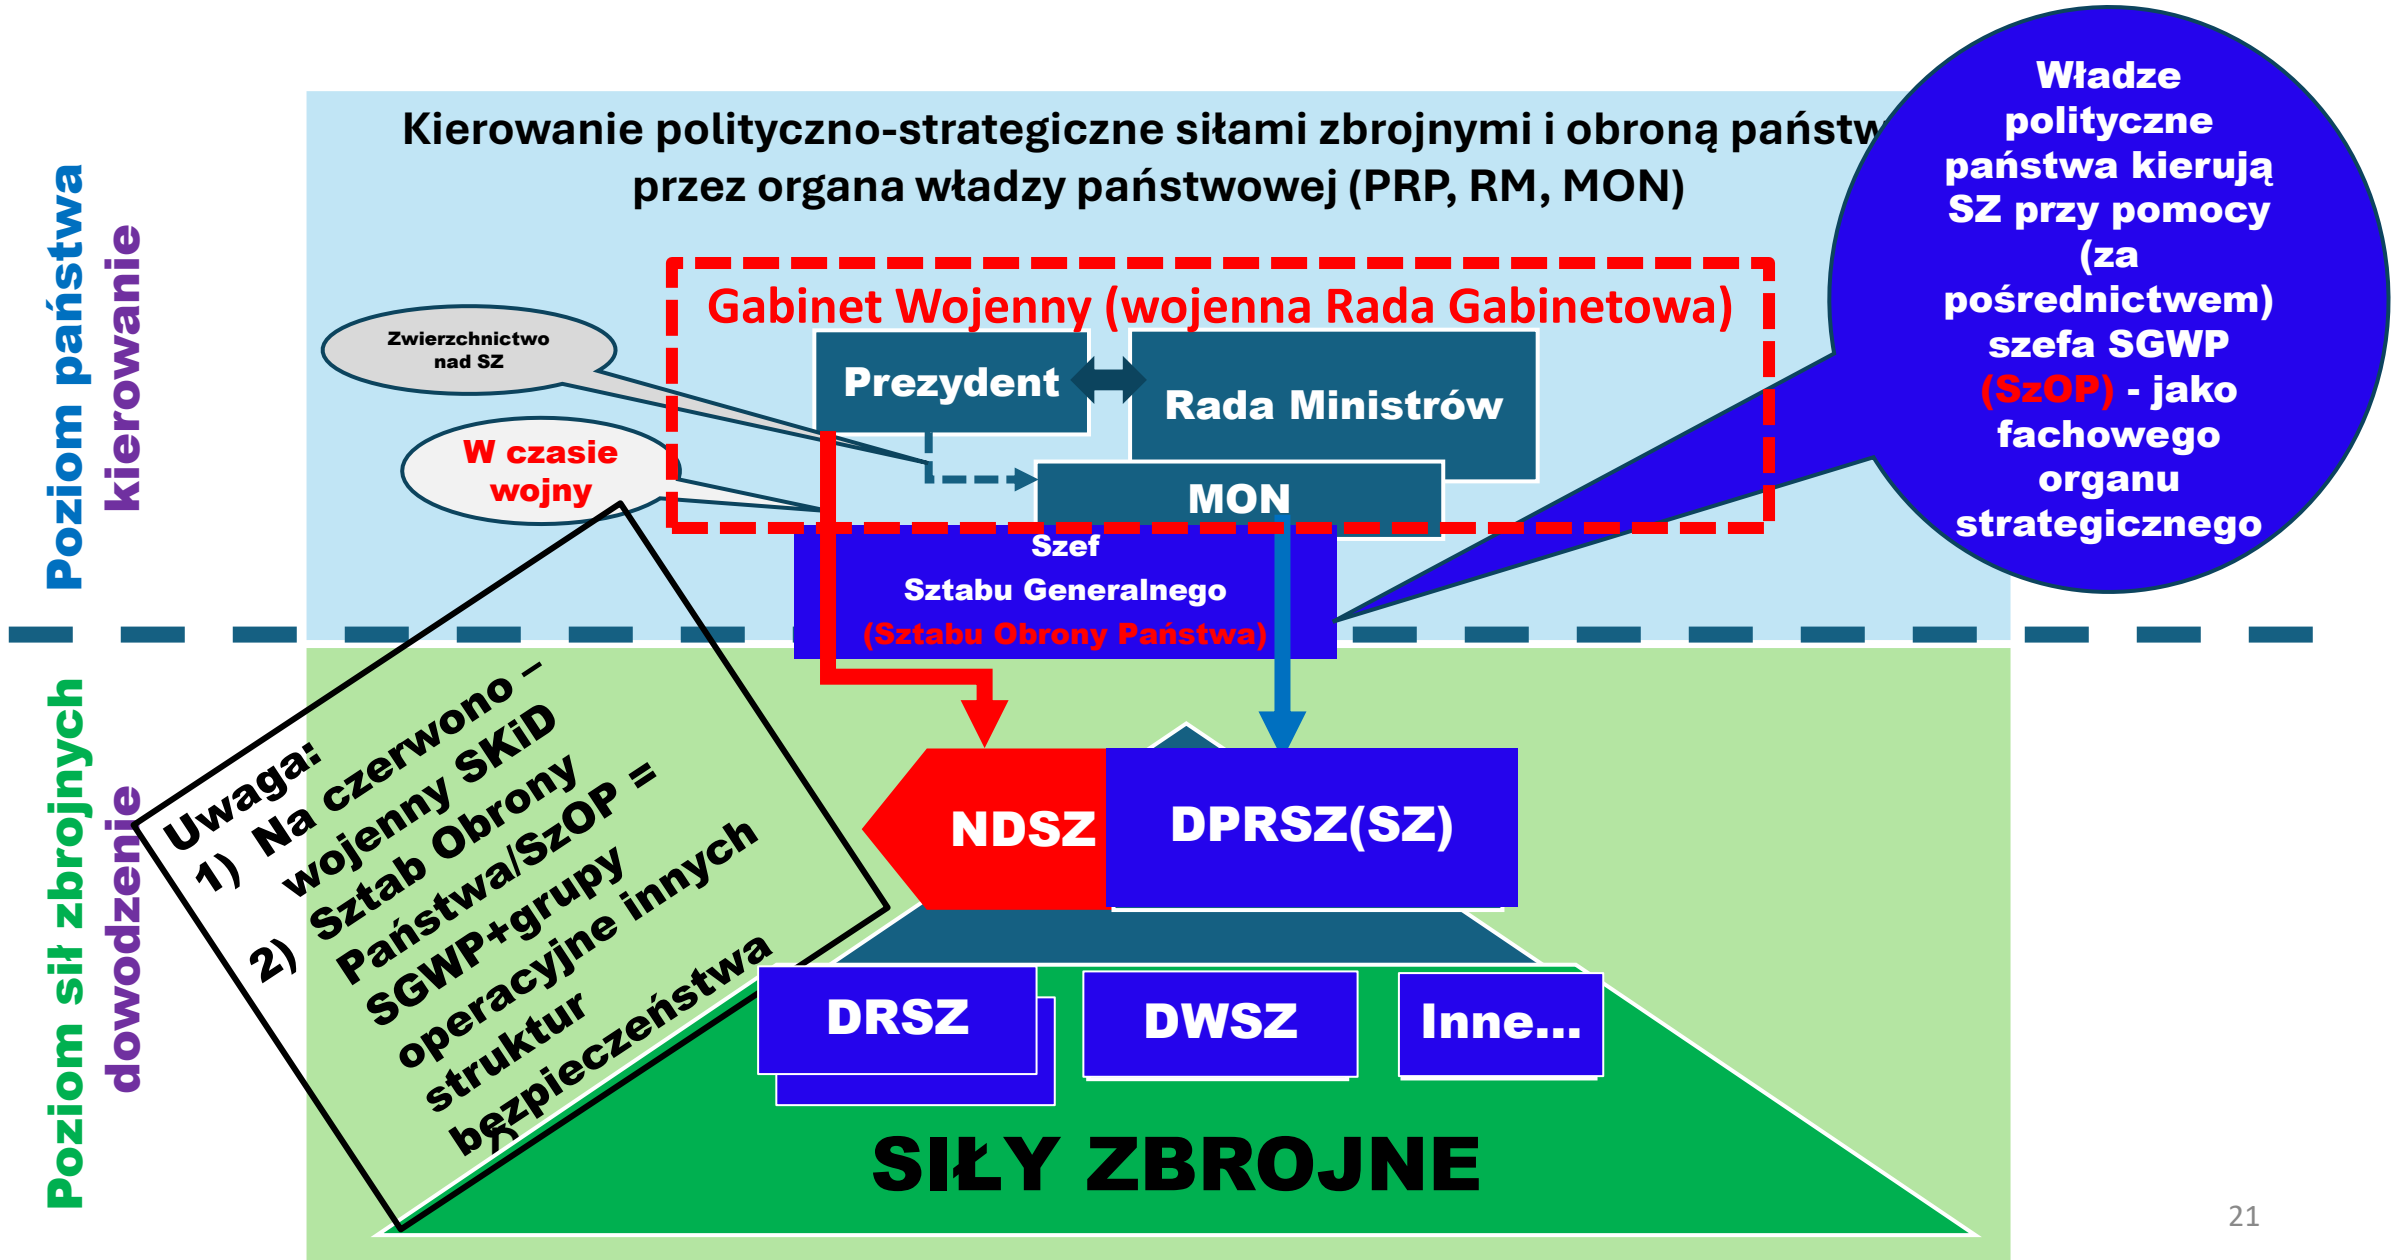 Kierowanie polityczno-strategiczne siłami zbrojnymi i obroną państw
przez organa władzy państwowej (PRP, RM, MON)
Władze
polityczne
państwa kierują
SZ przy pomocy
(za
pośrednictwem)
szefa SGWP
(SzOP) - jako
fachowego
organu
strategicznego
Poziom państwa
kierowanie
Gabinet Wojenny (wojenna Rada Gabinetowa)
Zwierzchnictwo
nad SZ
Prezydent
Rada Ministrów
W czasie
wojny
MON
Szef
Sztabu Generalnego
(Sztabu Obrony Państwa)
Poziom sił zbrojnych
dowodzenie
Uwaga:
1) Na czerwono –
wojenny SKiD
2) Sztab Obrony
Państwa/SzOP =
SGWP+grupy
operacyjne innych
struktur
bezpieczeństwa
NDSZ
DPRSZ(SZ)
DRSZ
DWSZ
Inne...
SIŁY ZBROJNE
21